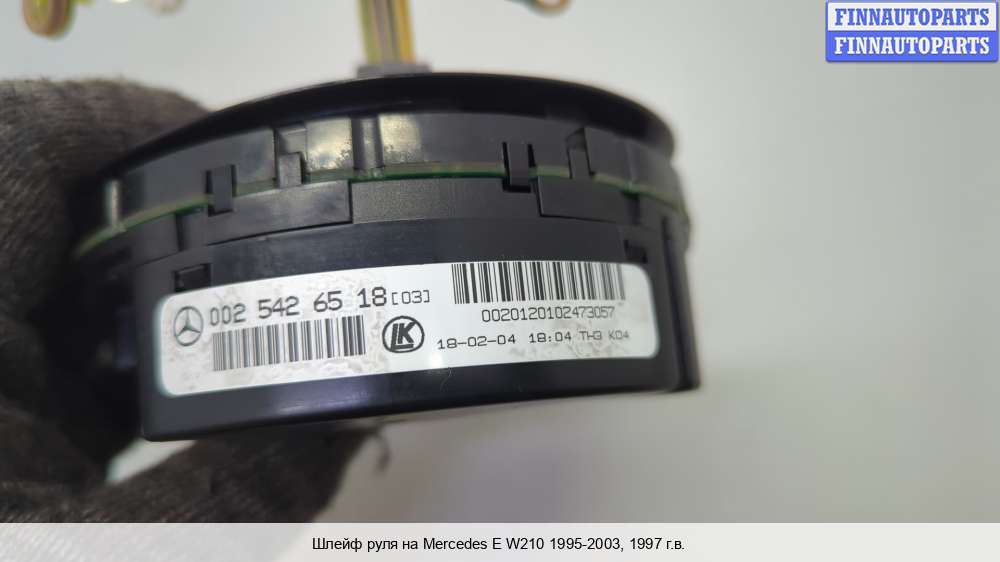 FINNAUTOPARTS
FINNAUTOPARTS
002 542 65 18[03]
0020120102473057
LK
18-02-04 18:04 TH3 K04
Шлейф руля на Mercedes E W210 1995-2003, 1997 г.в.